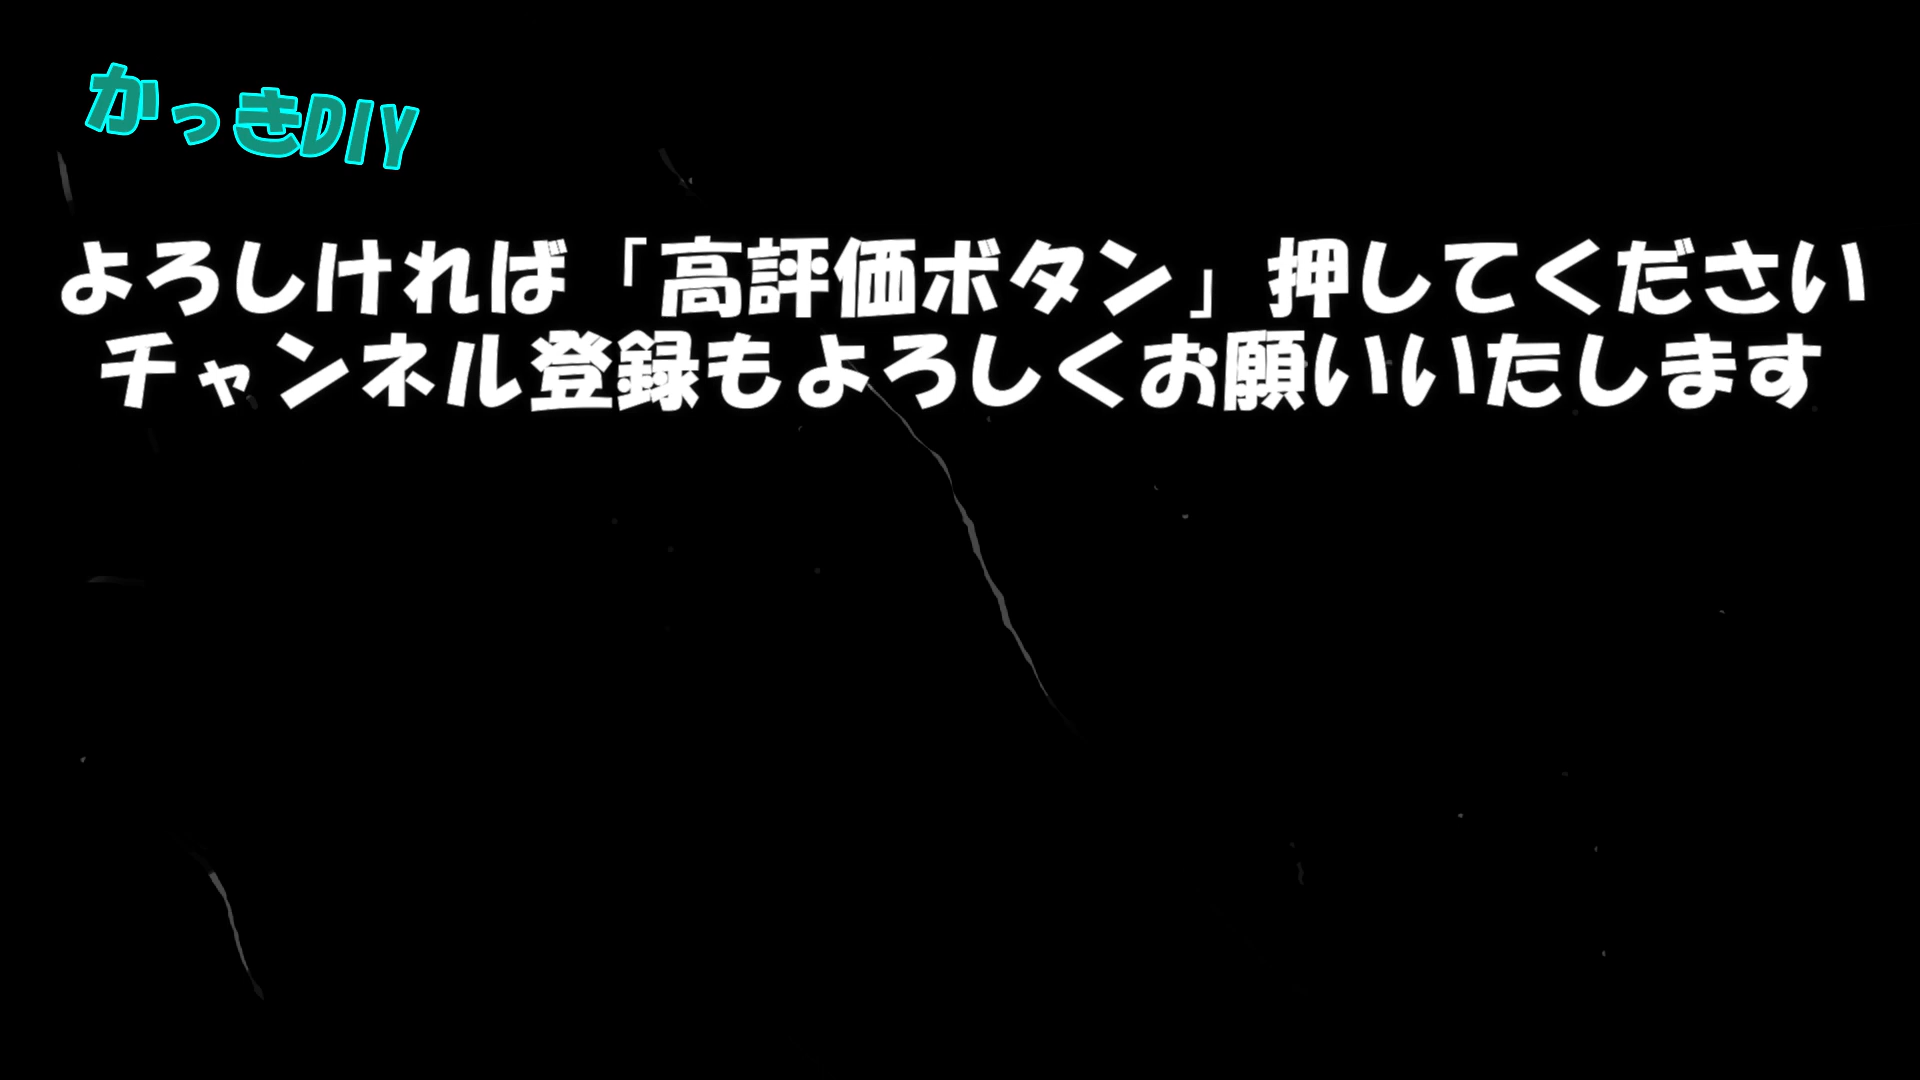 かっきDIY
よろしければ「高評価ボタン」押してください
チャンネル登録もよろしくお願いいたします